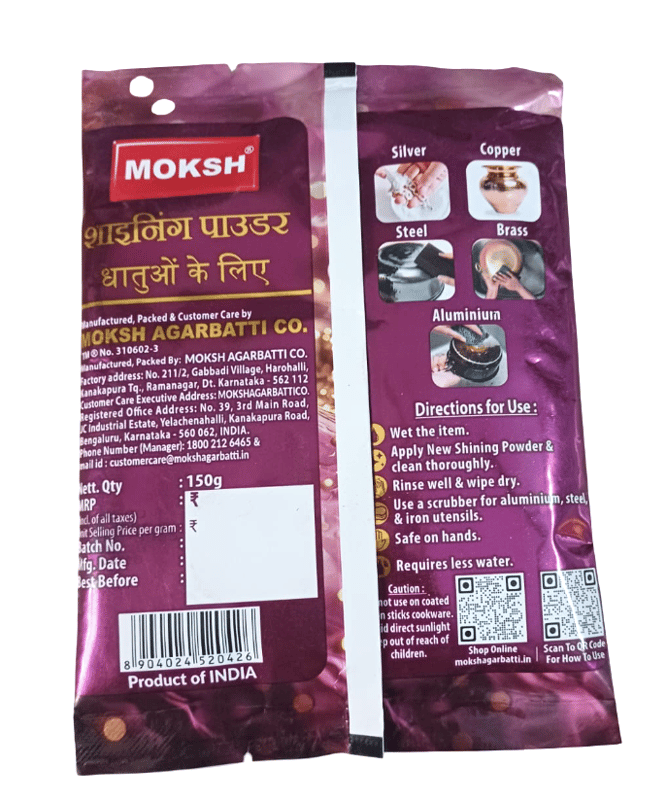 MOKSH®
शाइनिंग पाउडर
धातुओं के लिए
Manufactured, Packed & Customer Care by
MOKSH AGARBATTI CO.
TM ® No. 310602-3
Manufactured, Packed By: MOKSH AGARBATTI CO.
Factory address: No. 211/2, Gabbadi Village, Harohalli,
Kanakapura Tq., Ramanagar, Dt. Karnataka - 562 112
Customer Care Executive Address: MOKSHAGARBATTICO.
Registered Office Address: No. 39, 3rd Main Road,
JC Industrial Estate, Yelachenahalli, Kanakapura Road,
Bengaluru, Karnataka - 560 062, INDIA.
Phone Number (Manager): 1800 212 6465 &
mail id : customercare@mokshagarbatti.in
Nett. Qty : 150g
MRP : ₹
incl. of all taxes)
Unit Selling Price per gram : ₹
Batch No. :
Mfg. Date :
Best Before :
8 904024 520426
Product of INDIA
Silver Copper
Steel Brass
Aluminium
Directions for Use :
Wet the item.
Apply New Shining Powder &
clean thoroughly.
Rinse well & wipe dry.
Use a scrubber for aluminium, steel,
& iron utensils.
Safe on hands.
Requires less water.
Caution :
not use on coated
n sticks cookware.
id direct sunlight
p out of reach of
children.
Shop Online
mokshagarbatti.in
Scan To QR Code
For How To Use